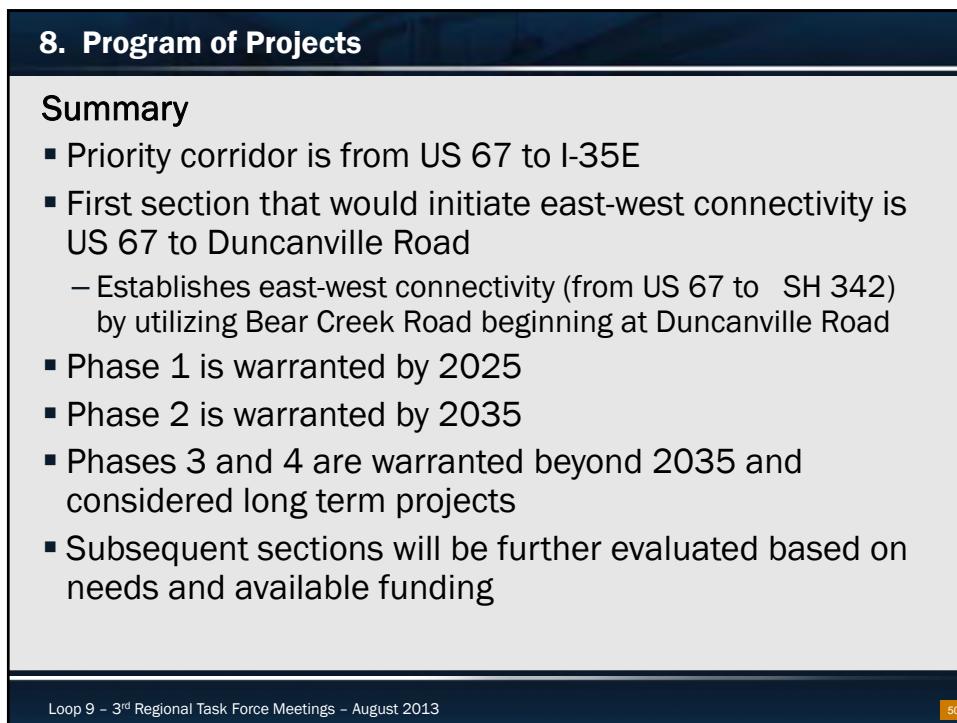 8. Program of Projects
Summary
▪ Priority corridor is from US 67 to I-35E
▪ First section that would initiate east-west connectivity is
US 67 to Duncanville Road
– Establishes east-west connectivity (from US 67 to SH 342)
by utilizing Bear Creek Road beginning at Duncanville Road
▪ Phase 1 is warranted by 2025
▪ Phase 2 is warranted by 2035
▪ Phases 3 and 4 are warranted beyond 2035 and
considered long term projects
▪ Subsequent sections will be further evaluated based on
needs and available funding
Loop 9 – 3rd Regional Task Force Meetings – August 2013
50